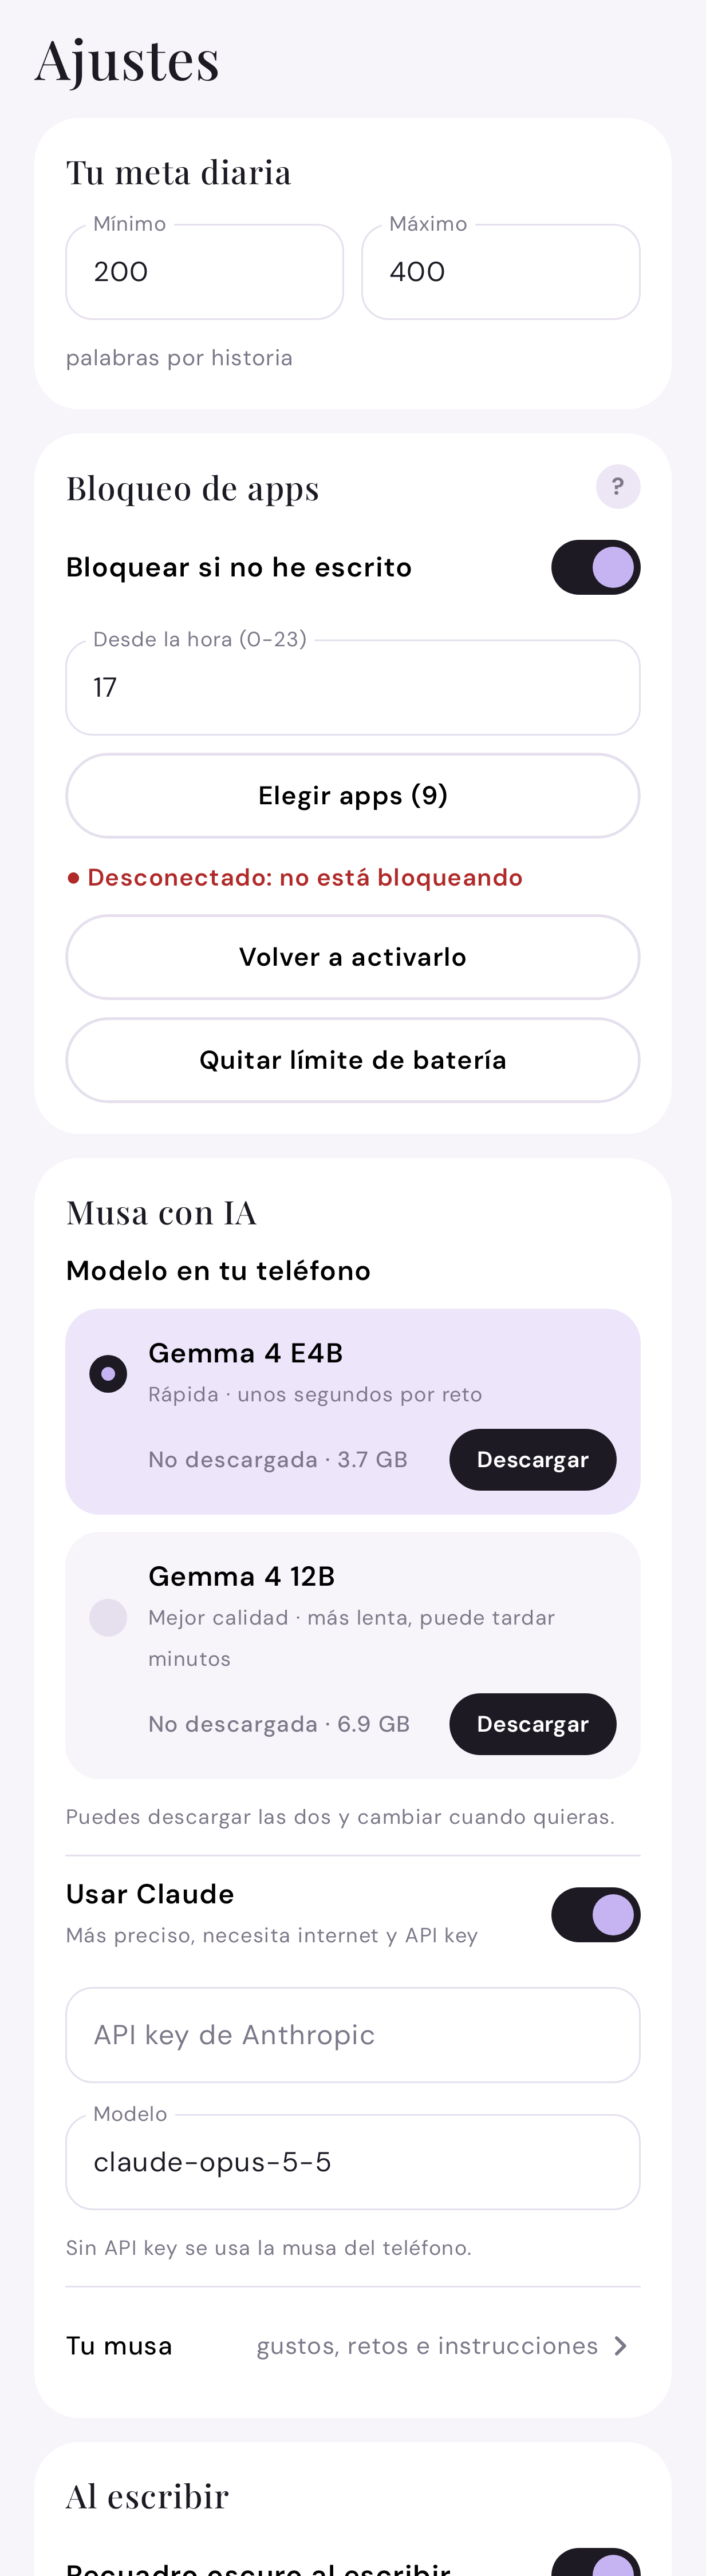 Ajustes
Tu meta diaria
Mínimo
Máximo
200
400
palabras por historia
Bloqueo de apps
?
Bloquear si no he escrito
Desde la hora (0-23)
17
Elegir apps (9)
● Desconectado: no está bloqueando
Volver a activarlo
Quitar límite de batería
Musa con IA
Modelo en tu teléfono
Gemma 4 E4B
Rápida · unos segundos por reto
No descargada · 3.7 GB
Descargar
Gemma 4 12B
Mejor calidad · más lenta, puede tardar
minutos
No descargada · 6.9 GB
Descargar
Puedes descargar las dos y cambiar cuando quieras.
Usar Claude
Más preciso, necesita internet y API key
API key de Anthropic
Modelo
claude-opus-5-5
Sin API key se usa la musa del teléfono.
Tu musa
gustos, retos e instrucciones
Al escribir
Recuadro oscuro al escribir